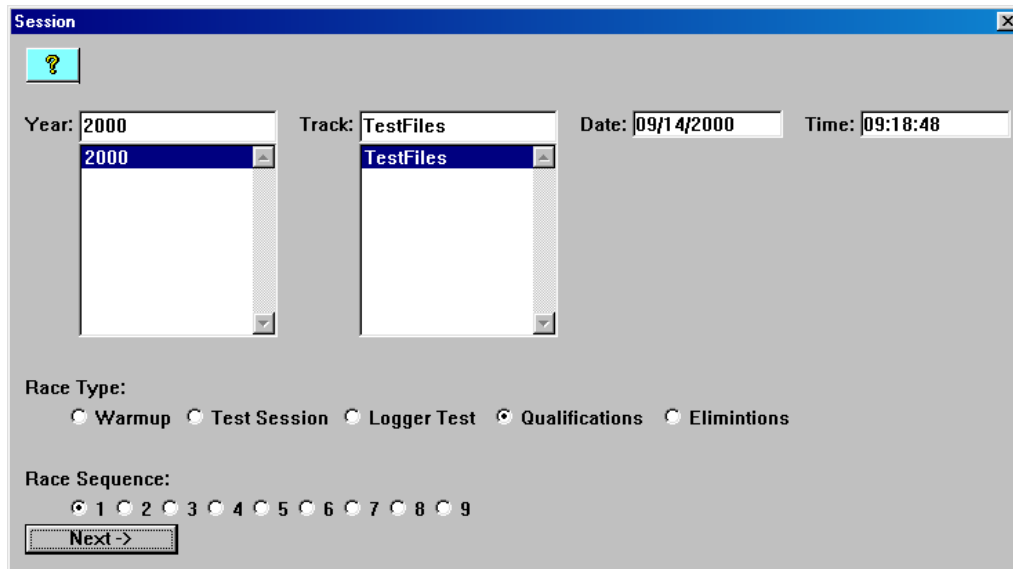 Session
?
Year: 2000 Track: TestFiles Date: 09/14/2000 Time: 09:18:48
2000 TestFiles
Race Type:
Warmup Test Session Logger Test Qualifications Elimintions
Race Sequence:
1 2 3 4 5 6 7 8 9
Next ->